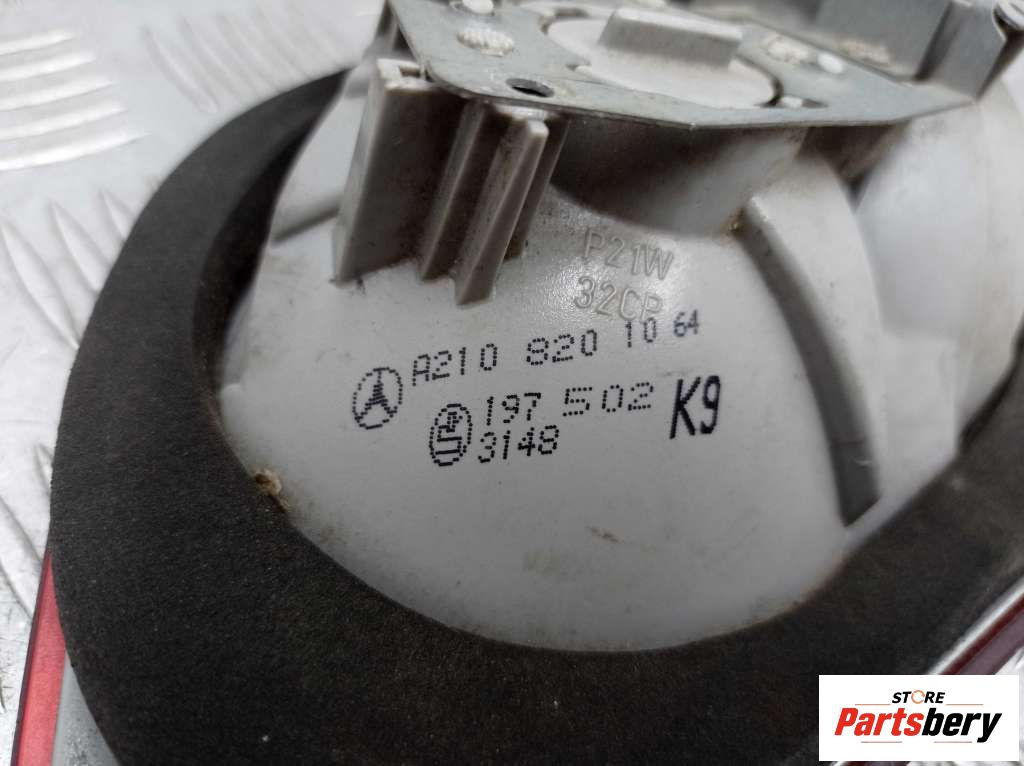 P21W
32CP
A210 820 10 64
197 502 K9
3148
STORE
Partsbery